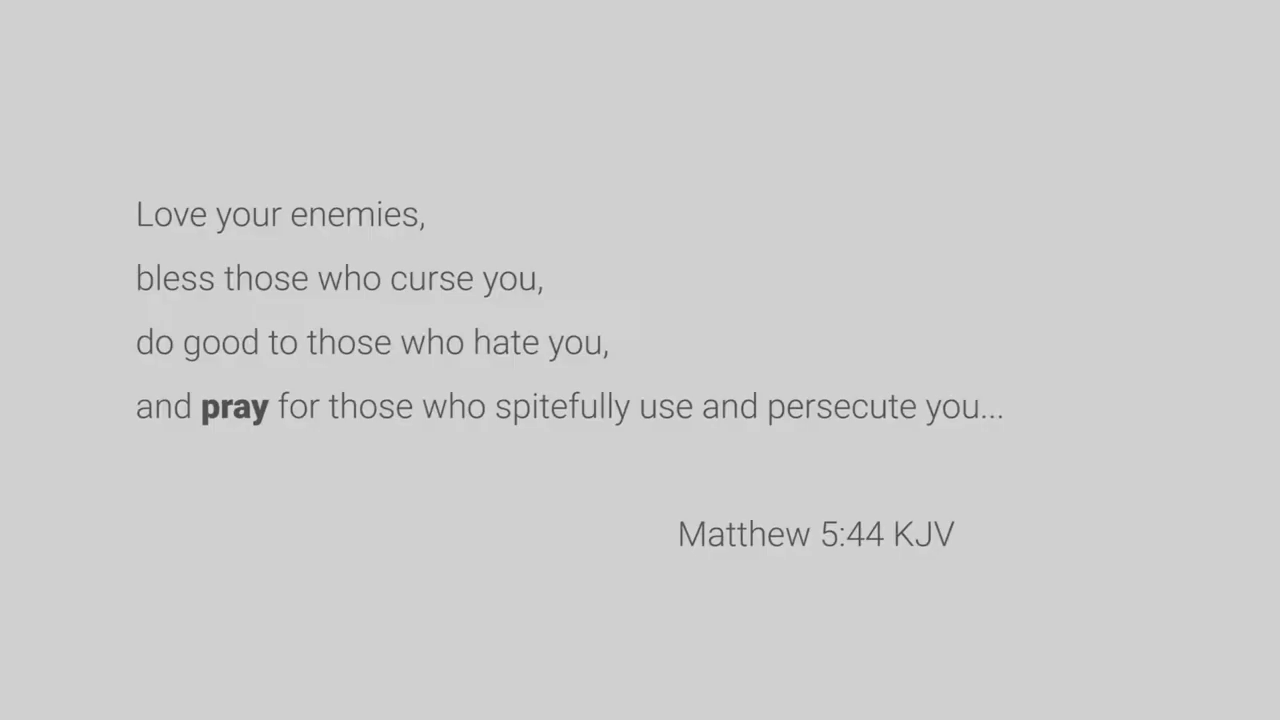 Love your enemies,
bless those who curse you,
do good to those who hate you,
and pray for those who spitefully use and persecute you...
Matthew 5:44 KJV